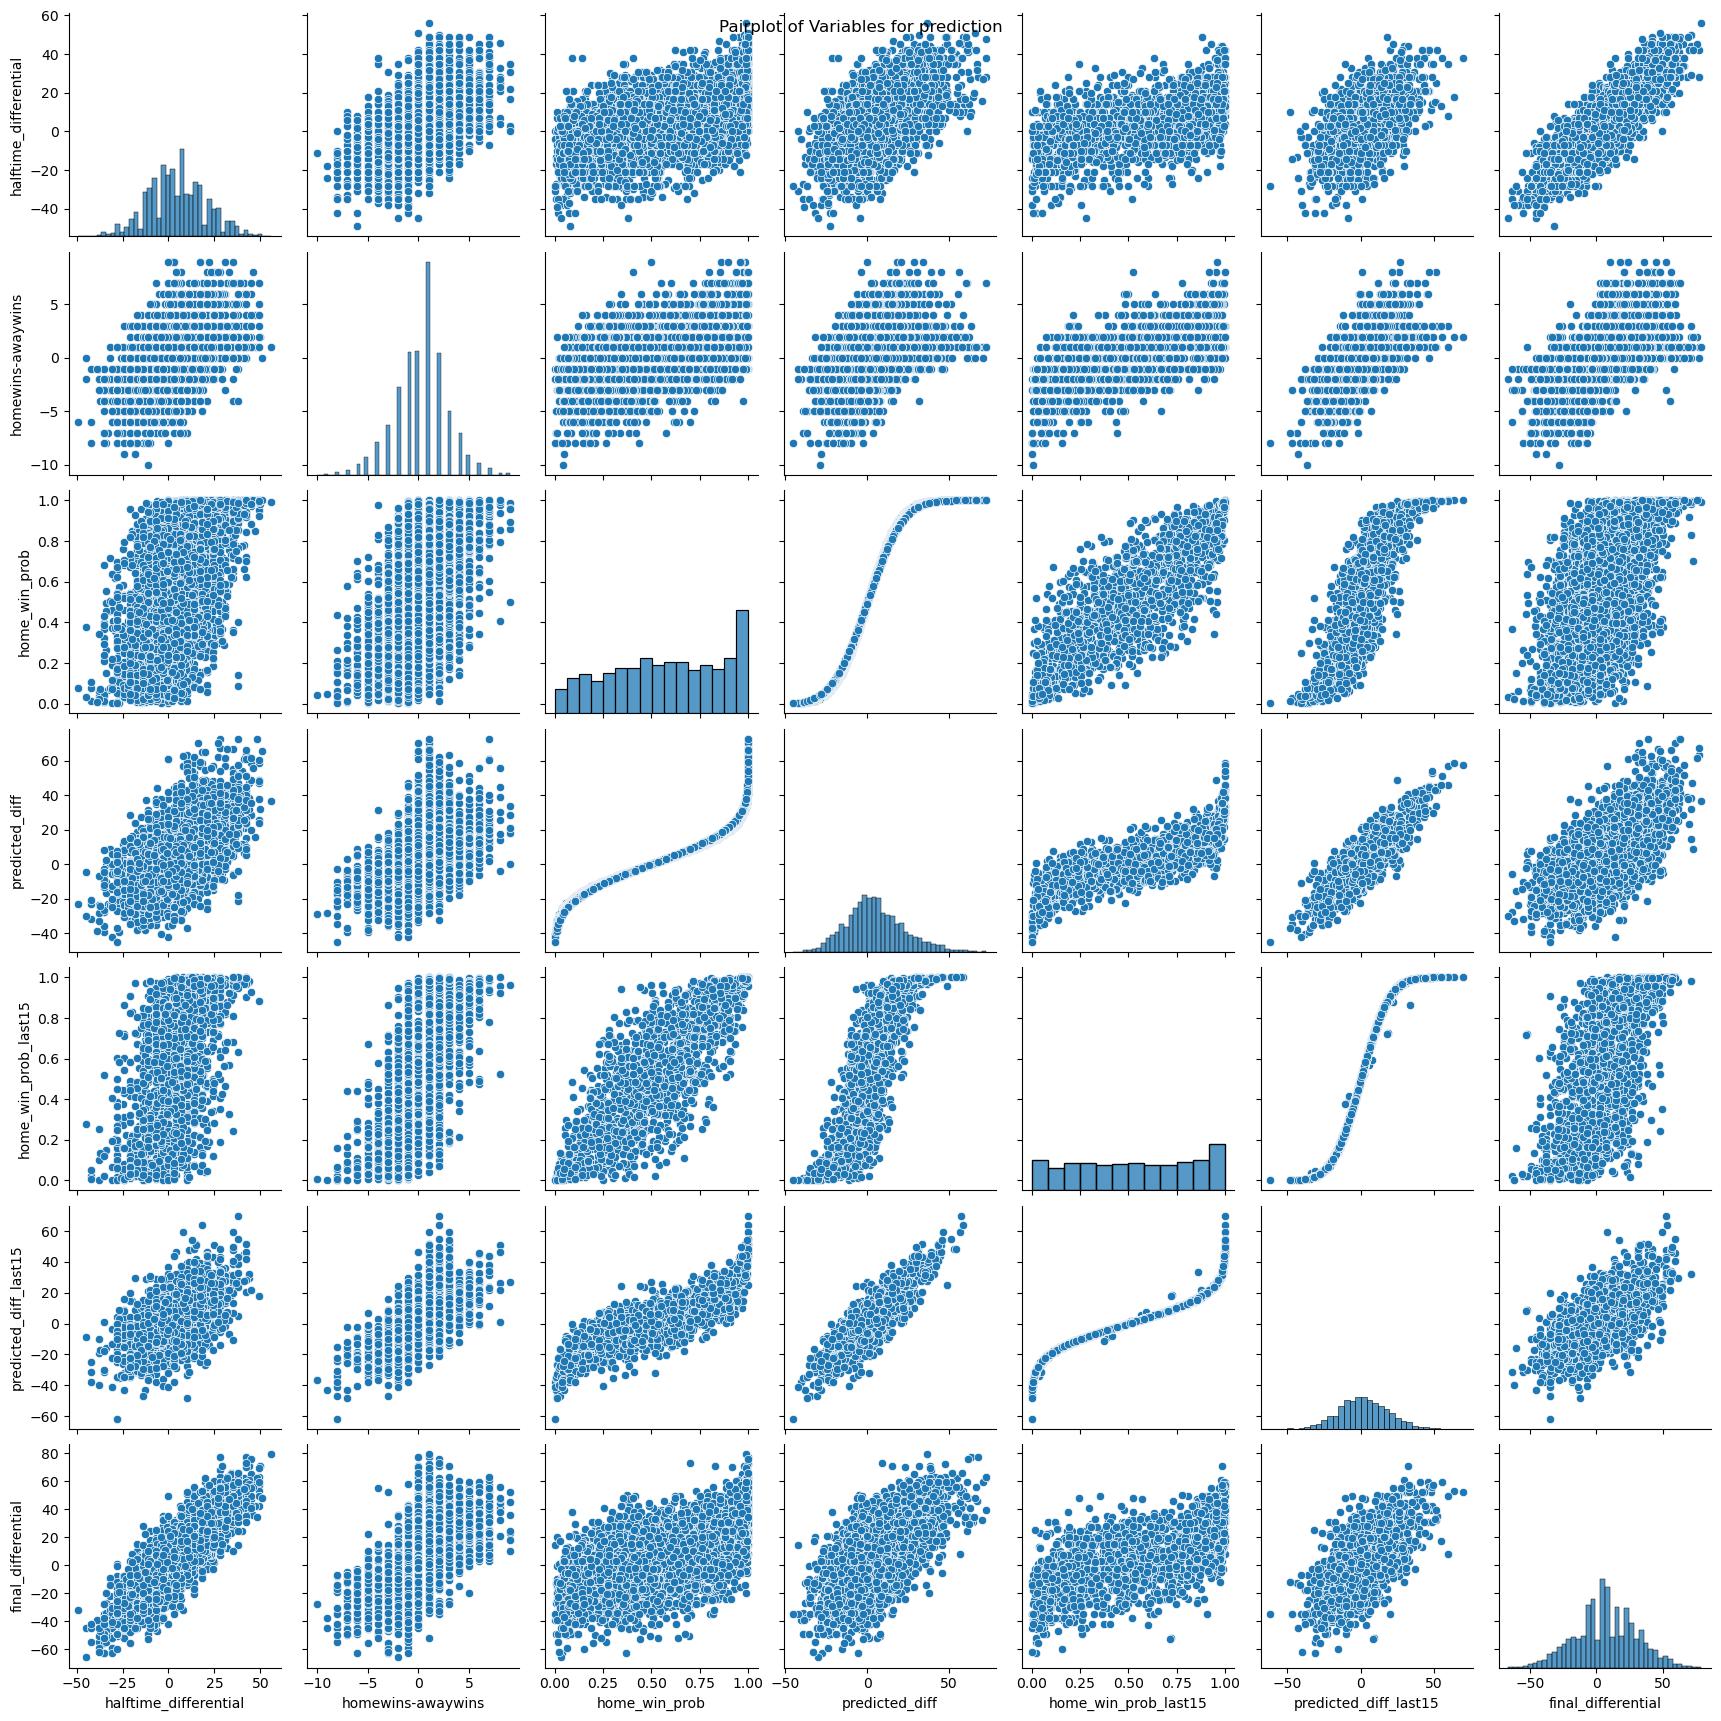 Pairplot of Variables for prediction
60
40
20
0
−20
−40
halftime_differential
5
0
−5
−10
homewins-awaywins
1.0
0.8
0.6
0.4
0.2
0.0
home_win_prob
60
40
20
0
−20
−40
predicted_diff
1.0
0.8
0.6
0.4
0.2
0.0
home_win_prob_last15
60
40
20
0
−20
−40
−60
predicted_diff_last15
80
60
40
20
0
−20
−40
−60
final_differential
−50 −25 0 25 50
halftime_differential
−10 −5 0 5
homewins-awaywins
0.00 0.25 0.50 0.75 1.00
home_win_prob
−50 0 50
predicted_diff
0.00 0.25 0.50 0.75 1.00
home_win_prob_last15
−50 0 50
predicted_diff_last15
−50 0 50
final_differential